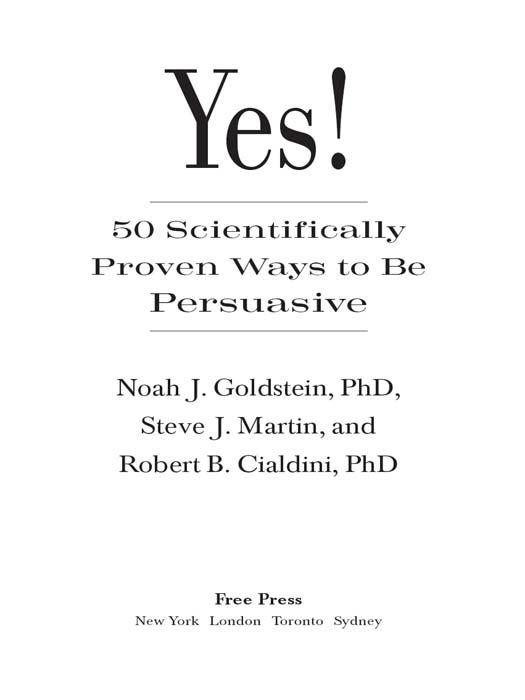 Yes!
50 Scientifically
Proven Ways to Be
Persuasive
Noah J. Goldstein, PhD,
Steve J. Martin, and
Robert B. Cialdini, PhD
Free Press
New York London Toronto Sydney